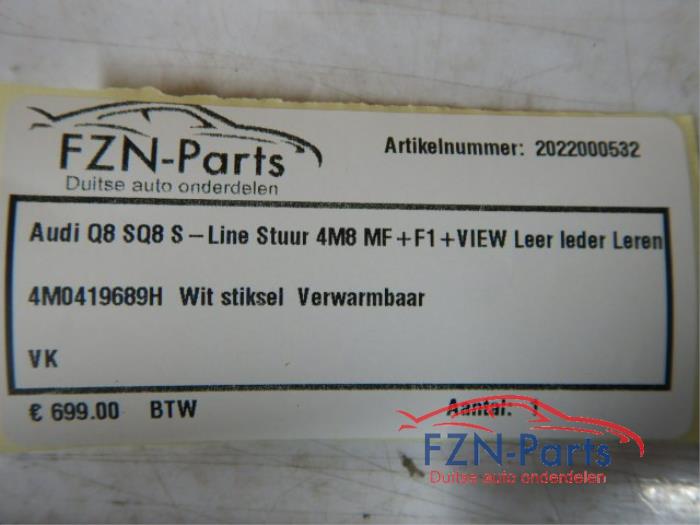 FZN-Parts
Duitse auto onderdelen
Artikelnummer: 2022000532
Audi Q8 SQ8 S-Line Stuur 4M8 MF+F1+VIEW Leer leder Leren
4M0419689H Wit stiksel Verwarmbaar
VK
€ 699.00 BTW Aantal: 1
FZN-Parts
Duitse auto onderdelen